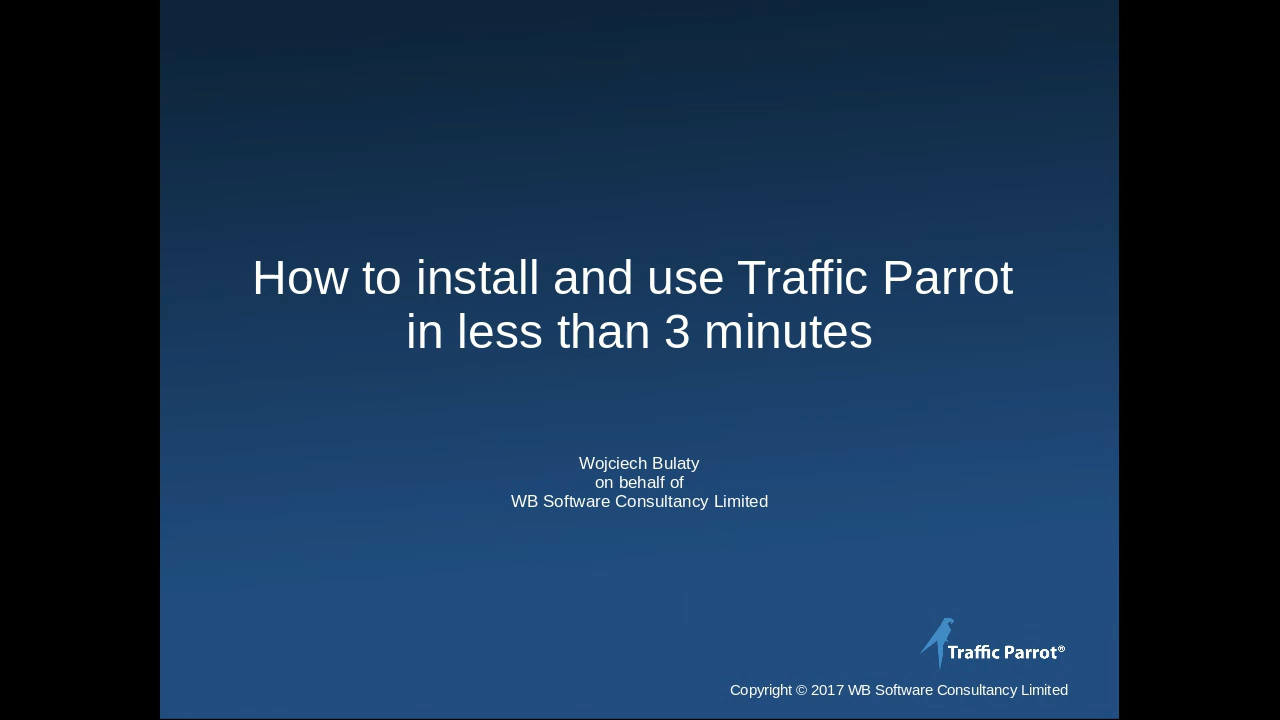 How to install and use Traffic Parrot
in less than 3 minutes
Wojciech Bulaty
on behalf of
WB Software Consultancy Limited
Traffic Parrot®
Copyright © 2017 WB Software Consultancy Limited